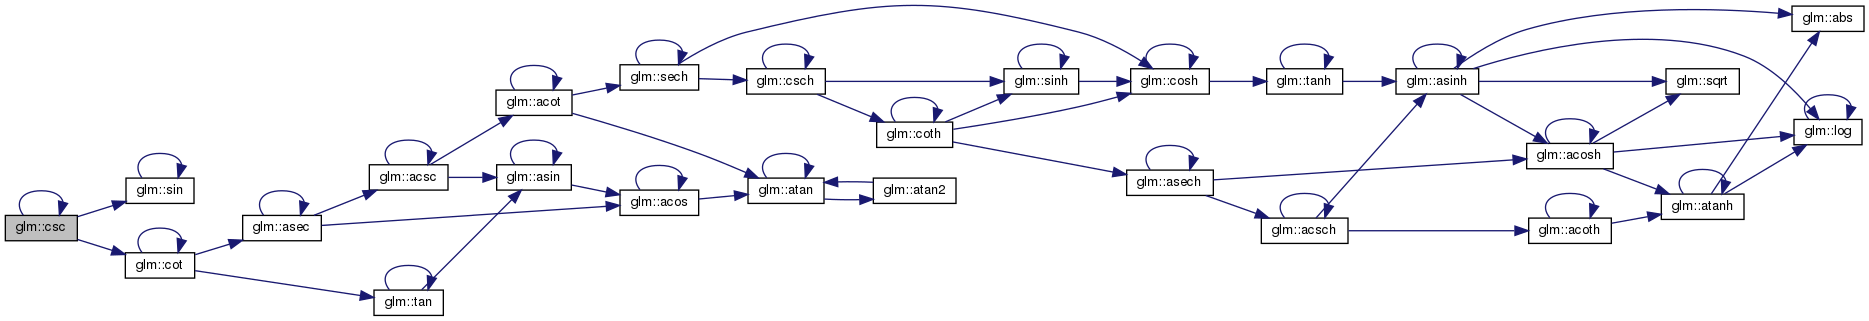 glm::abs
glm::sech
glm::csch
glm::sinh
glm::cosh
glm::tanh
glm::asinh
glm::sqrt
glm::acot
glm::coth
glm::log
glm::acosh
glm::sin
glm::acsc
glm::asin
glm::acos
glm::atan
glm::atan2
glm::asech
glm::atanh
glm::csc
glm::asec
glm::acsch
glm::acoth
glm::cot
glm::tan